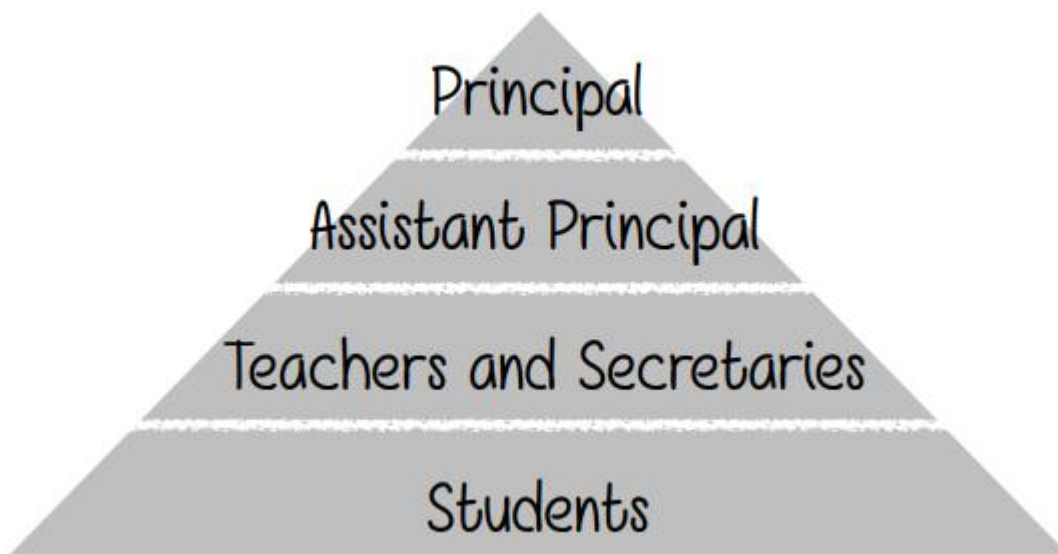 Principal
Assistant Principal
Teachers and Secretaries
Students